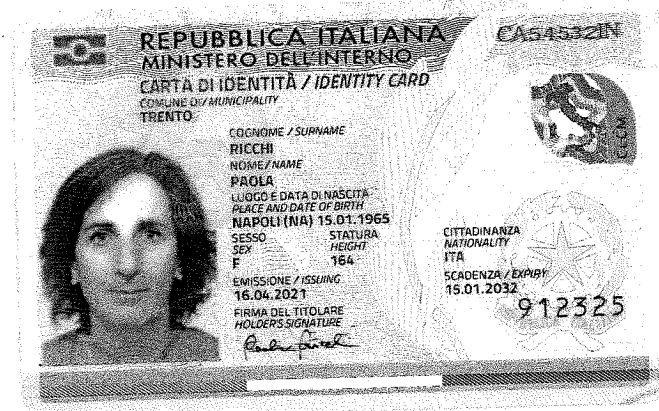 REPUBBLICA ITALIANA
CA54532IN
MINISTERO DELL'INTERNO
CARTA DI IDENTITÀ / IDENTITY CARD
COMUNE DI / MUNICIPALITY
TRENTO
COGNOME / SURNAME
RICCHI
NOME / NAME
PAOLA
LUOGO E DATA DI NASCITA
PLACE AND DATE OF BIRTH
NAPOLI (NA) 15.01.1965
SESSO STATURA
SEX HEIGHT
F 164
CITTADINANZA
NATIONALITY
ITA
EMISSIONE / ISSUING
16.04.2021
SCADENZA / EXPIRY
15.01.2032
912325
FIRMA DEL TITOLARE
HOLDER'S SIGNATURE